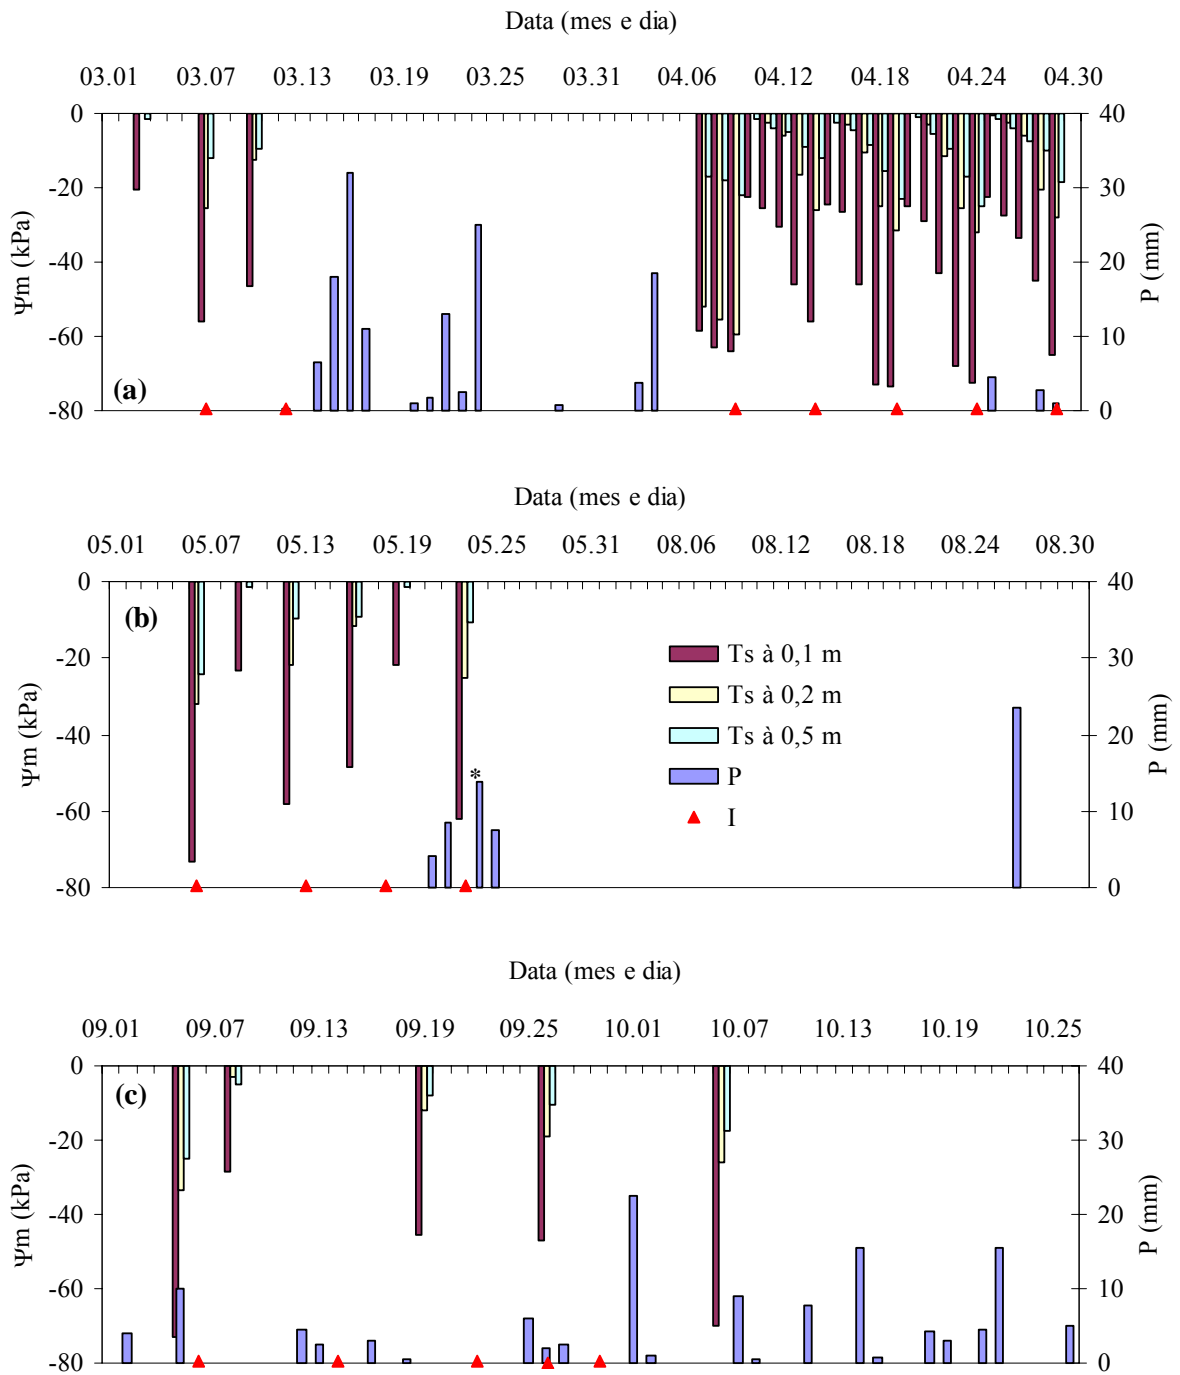 Data (mes e dia)
03.01 03.07 03.13 03.19 03.25 03.31 04.06 04.12 04.18 04.24 04.30
0 40
-20 30
-40 20
-60 10
-80 0
Ψm (kPa)
P (mm)
(a)
Data (mes e dia)
05.01 05.07 05.13 05.19 05.25 05.31 08.06 08.12 08.18 08.24 08.30
0 40
-20 30
-40 20
-60 10
-80 0
Ψm (kPa)
P (mm)
(b)
Ts à 0,1 m
Ts à 0,2 m
Ts à 0,5 m
P
I
*
Data (mes e dia)
09.01 09.07 09.13 09.19 09.25 10.01 10.07 10.13 10.19 10.25
0 40
-20 30
-40 20
-60 10
-80 0
Ψm (kPa)
P (mm)
(c)